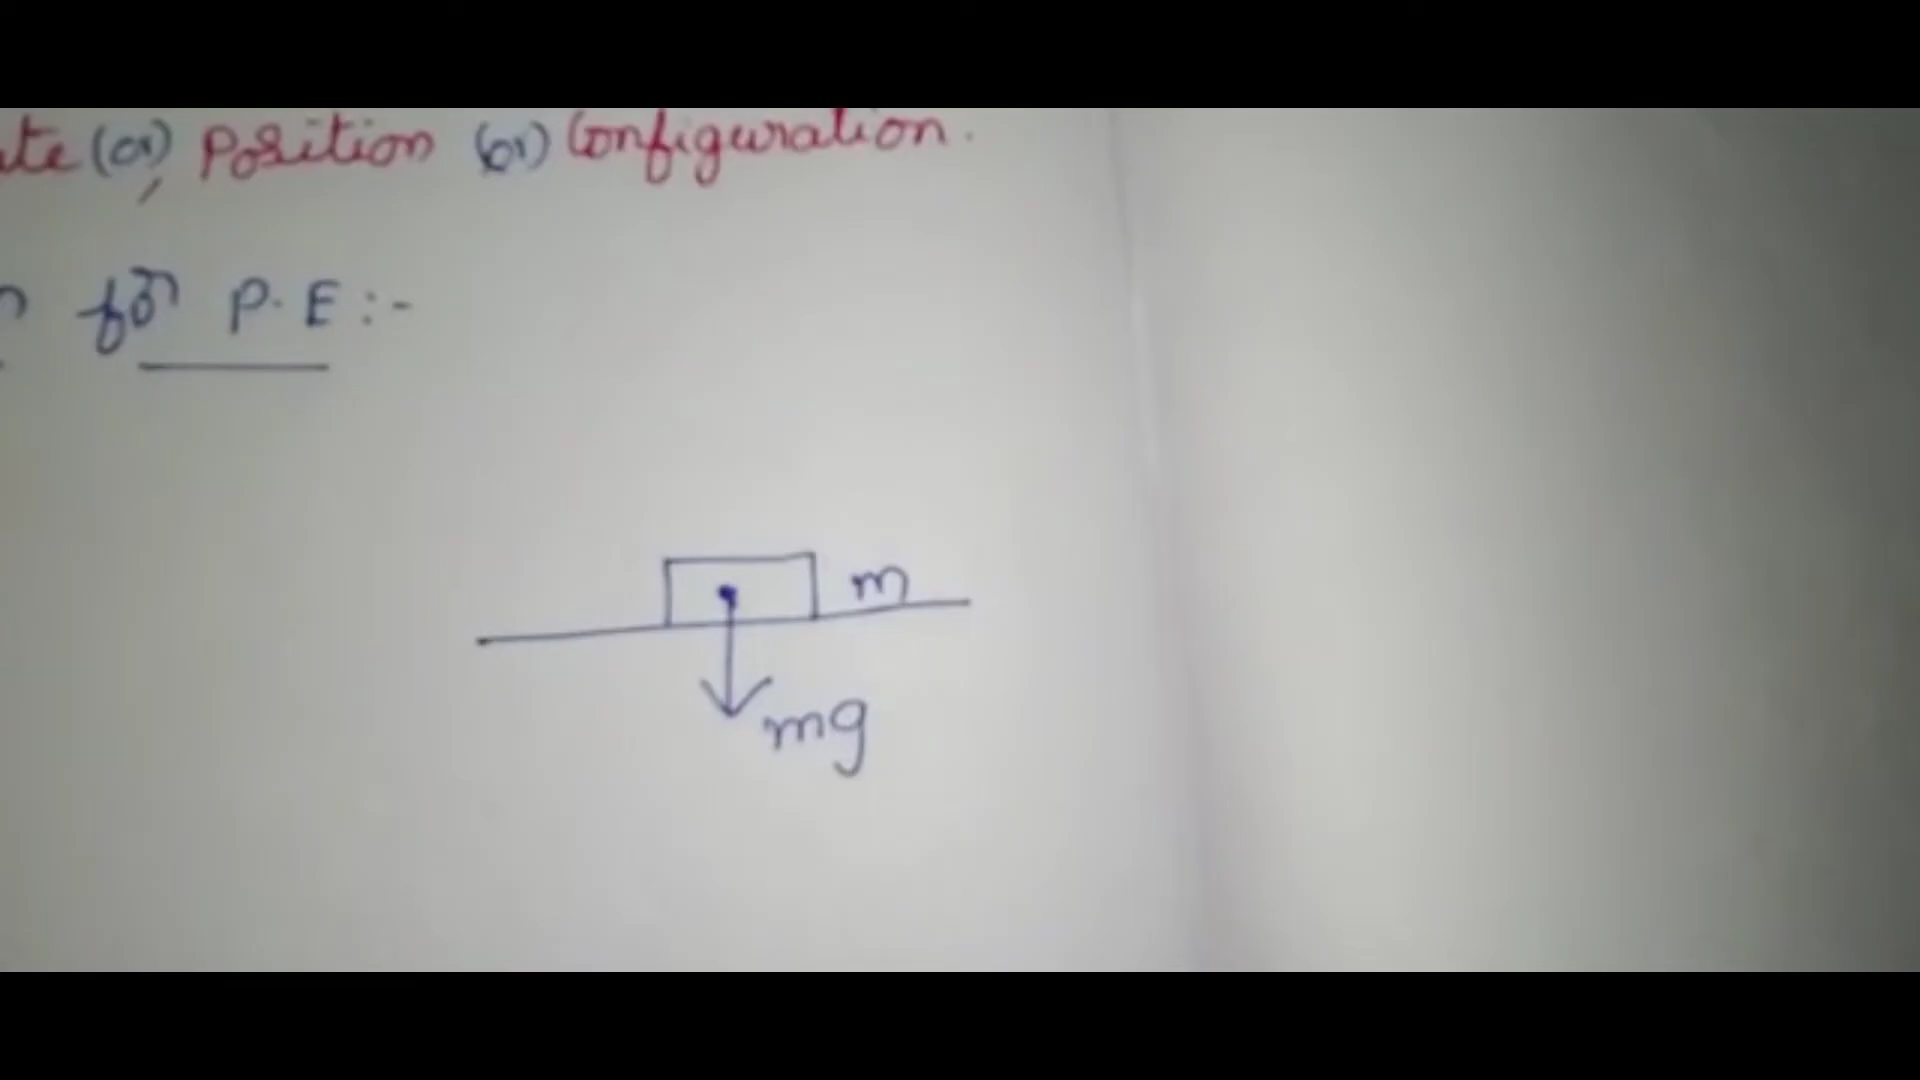 (or) Position (or) Configuration.
for P.E :-
m
mg